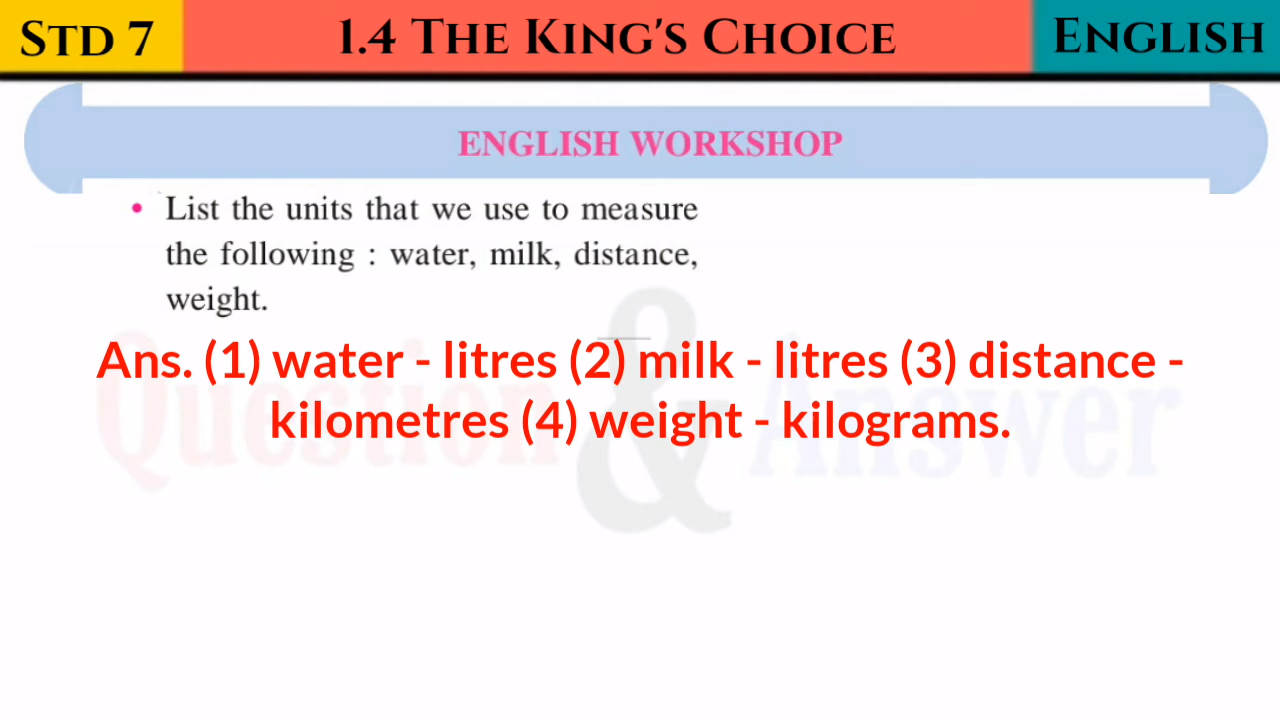 STD 7
1.4 THE KING'S CHOICE
ENGLISH
ENGLISH WORKSHOP
• List the units that we use to measure
the following : water, milk, distance,
weight.
Ans. (1) water - litres (2) milk - litres (3) distance -
kilometres (4) weight - kilograms.
Question & Answer